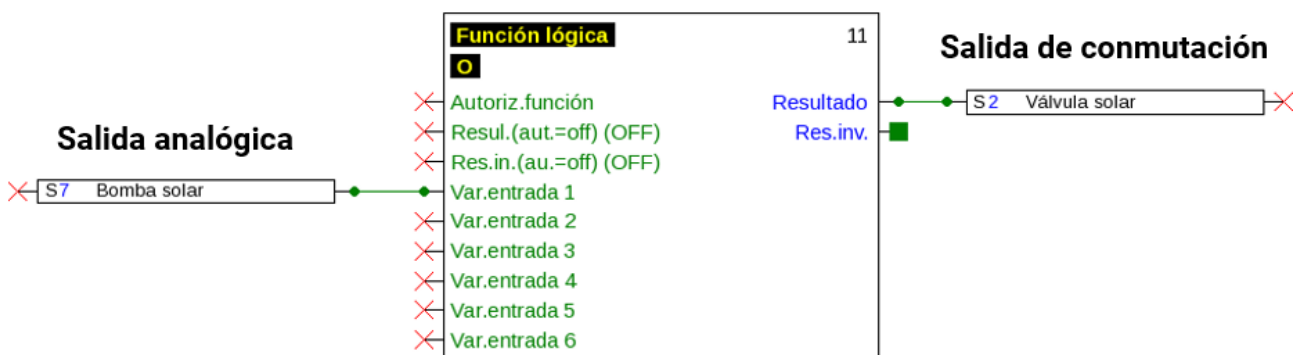 Función lógica 11
O
Salida de conmutación
Autoriz.función Resultado
S2 Válvula solar
Resul.(aut.=off) (OFF) Res.inv.
Salida analógica
Res.in.(au.=off) (OFF)
S7 Bomba solar
Var.entrada 1
Var.entrada 2
Var.entrada 3
Var.entrada 4
Var.entrada 5
Var.entrada 6